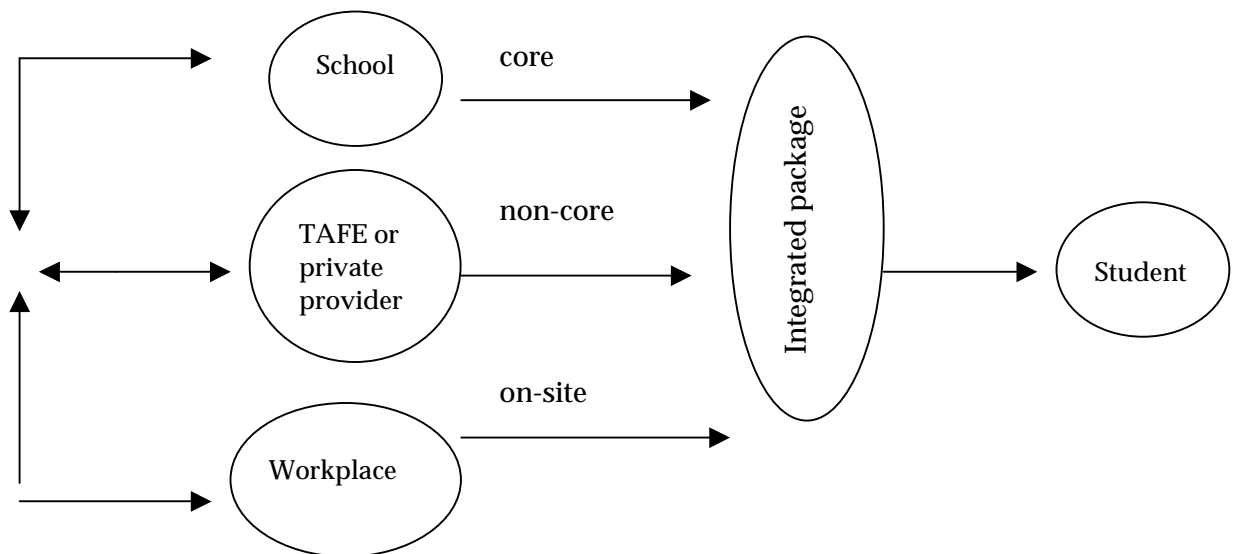 School
core
TAFE or
private
provider
non-core
Workplace
on-site
Integrated package
Student